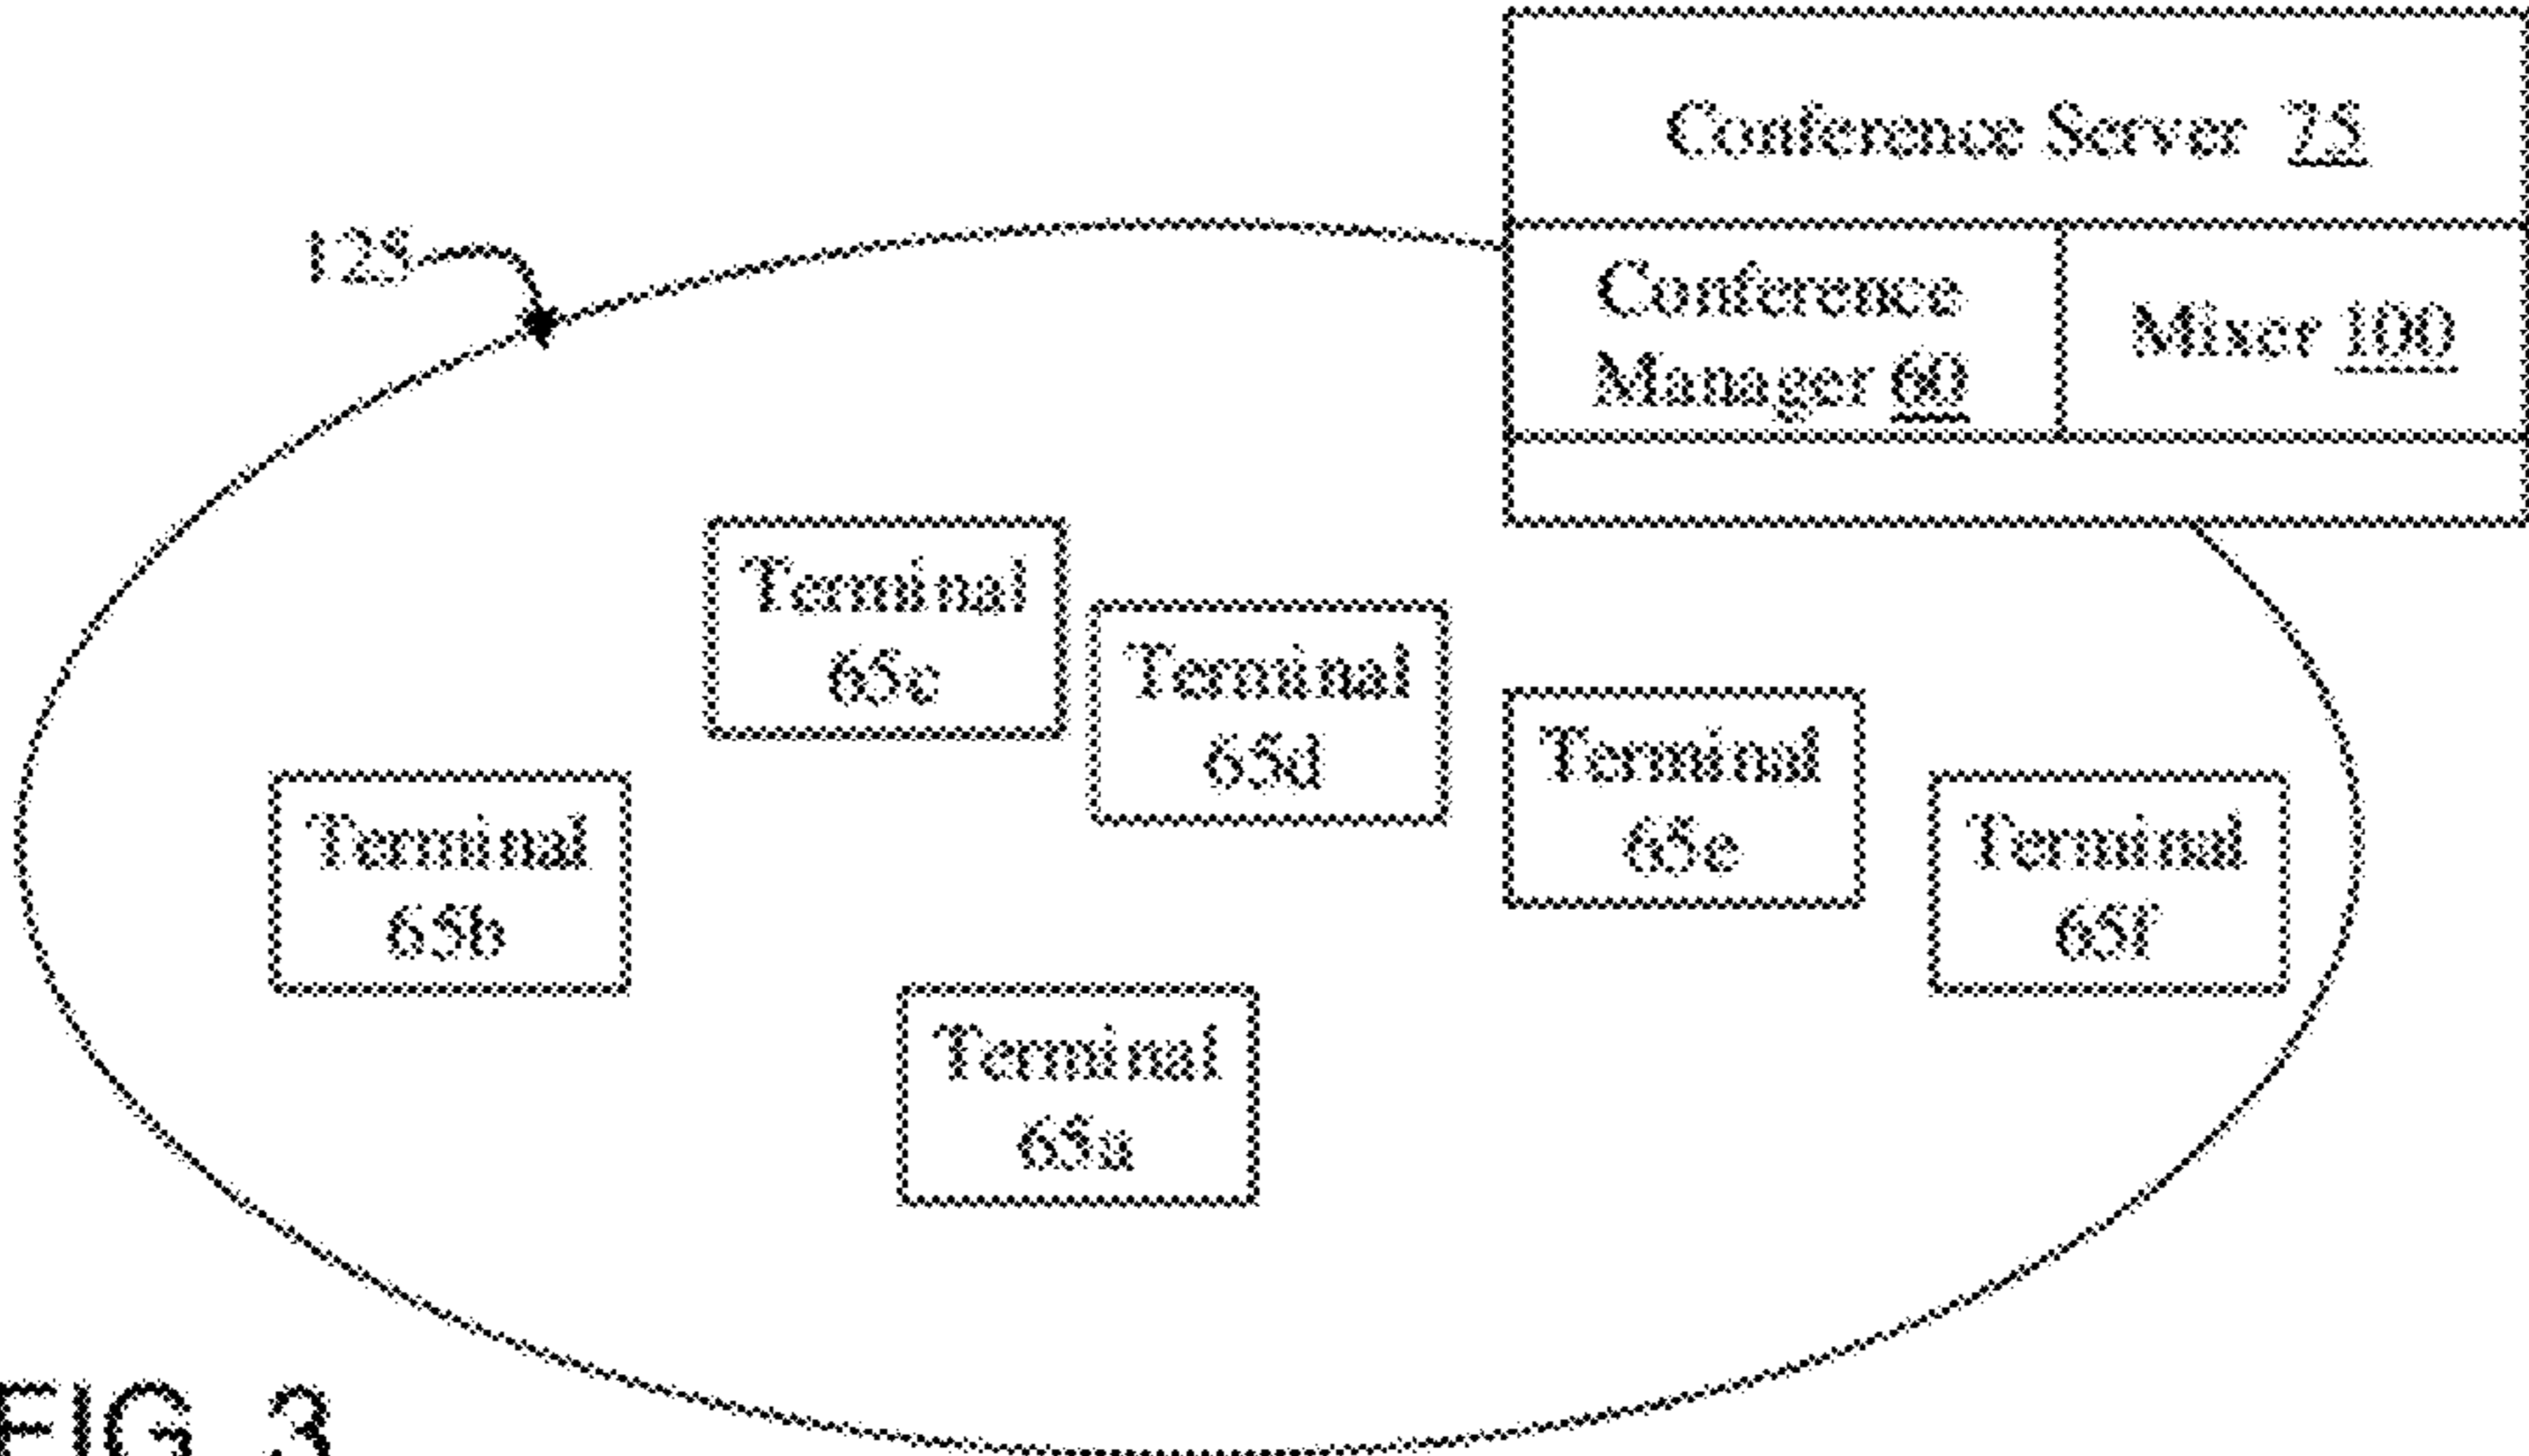 Conference Server 75
125
Conference
Manager 60
Mixer 100
Terminal
65c
Terminal
65d
Terminal
65e
Terminal
65b
Terminal
65f
Terminal
65a
FIG. 3